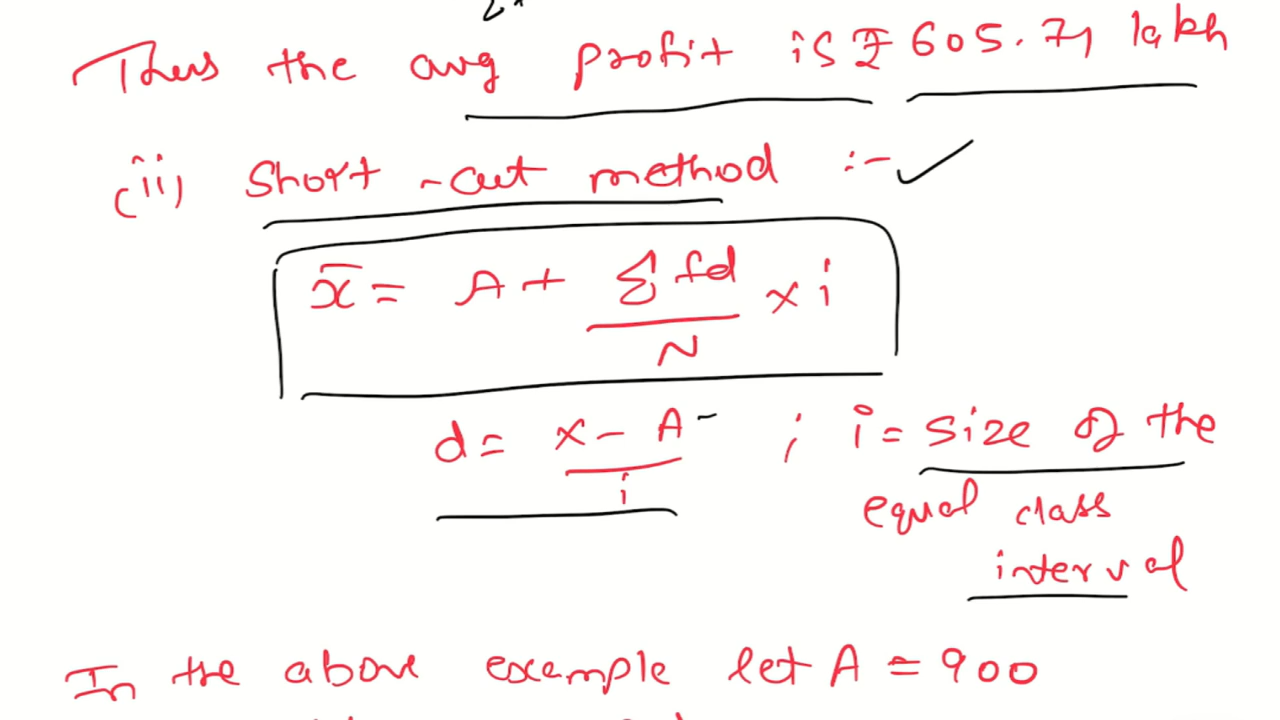 Thus the avg profit is ₹ 605.71 lakh
(ii) Short-cut method :- ✓
x̄ = A + Σfd/N × i
d = x - A/i ; i = size of the
equal class
interval
In the above example let A = 900